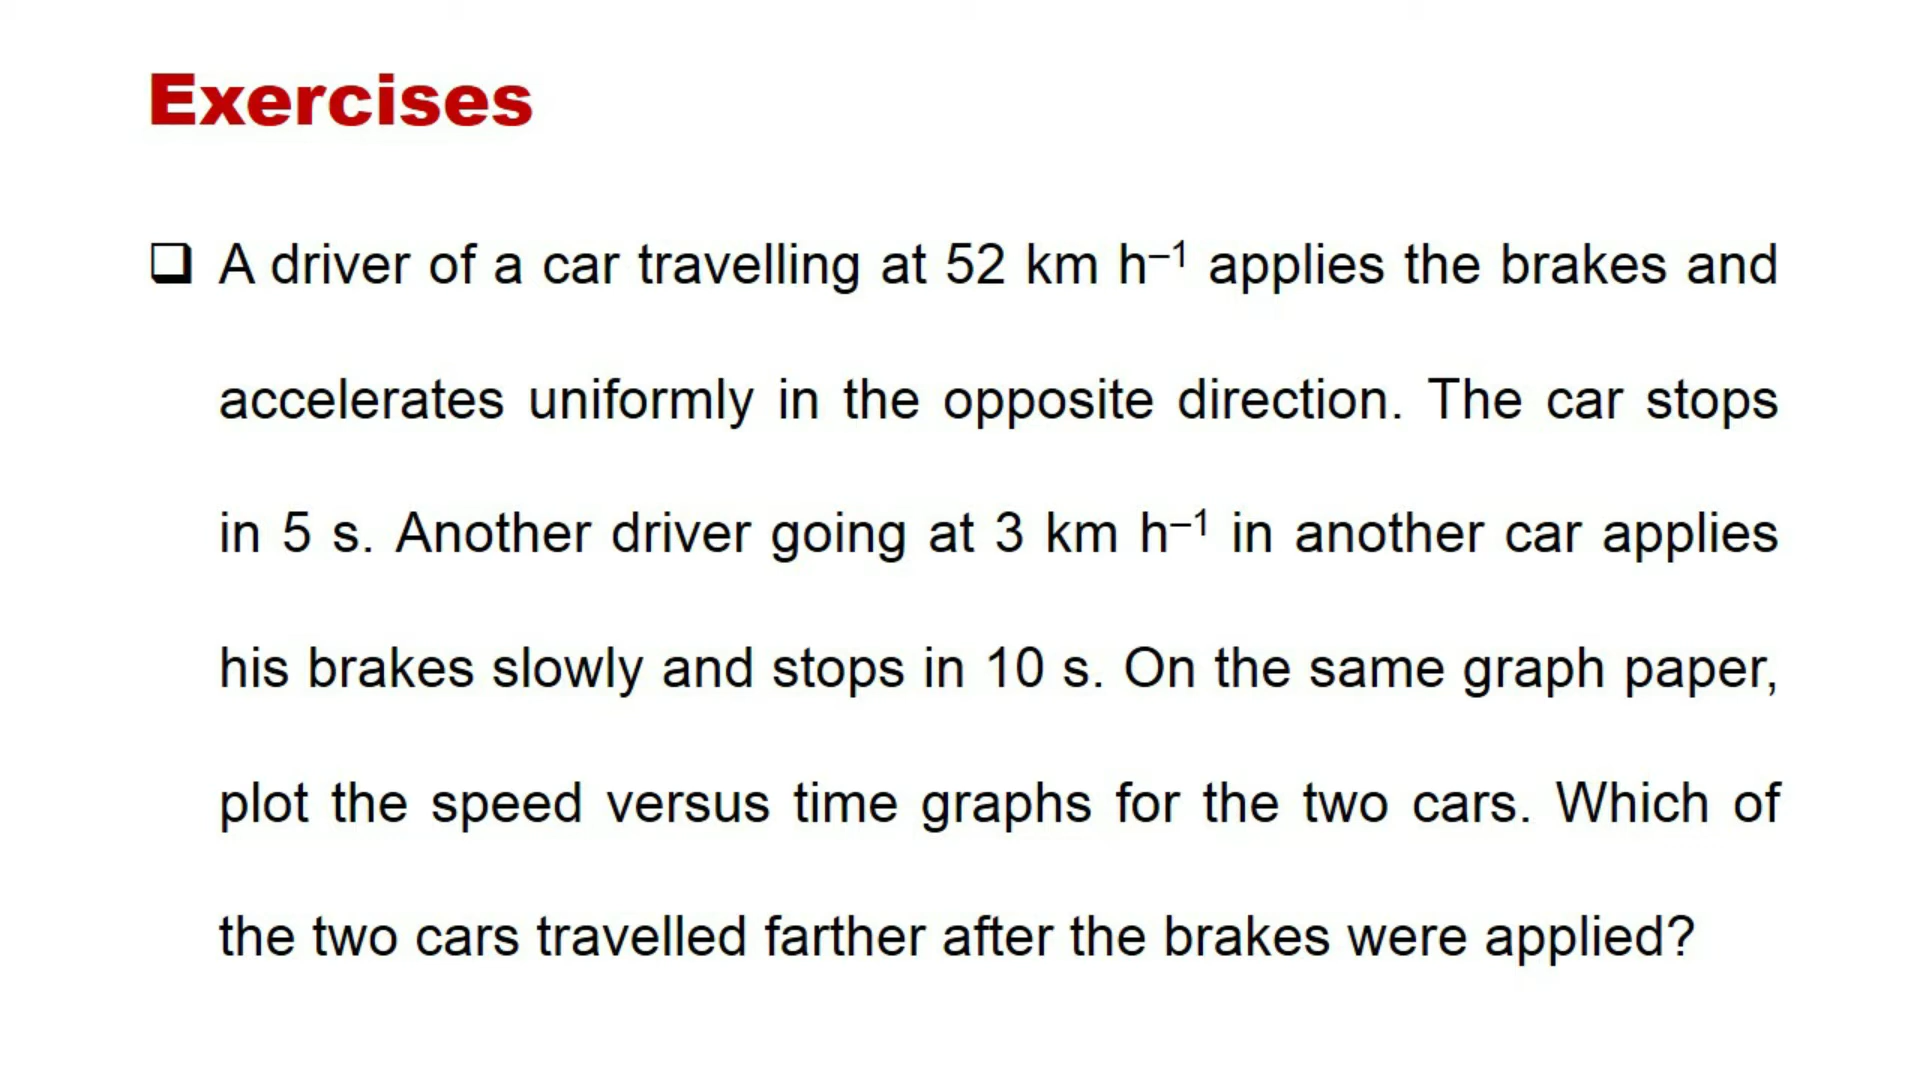 Exercises
❑ A driver of a car travelling at 52 km h⁻¹ applies the brakes and
accelerates uniformly in the opposite direction. The car stops
in 5 s. Another driver going at 3 km h⁻¹ in another car applies
his brakes slowly and stops in 10 s. On the same graph paper,
plot the speed versus time graphs for the two cars. Which of
the two cars travelled farther after the brakes were applied?